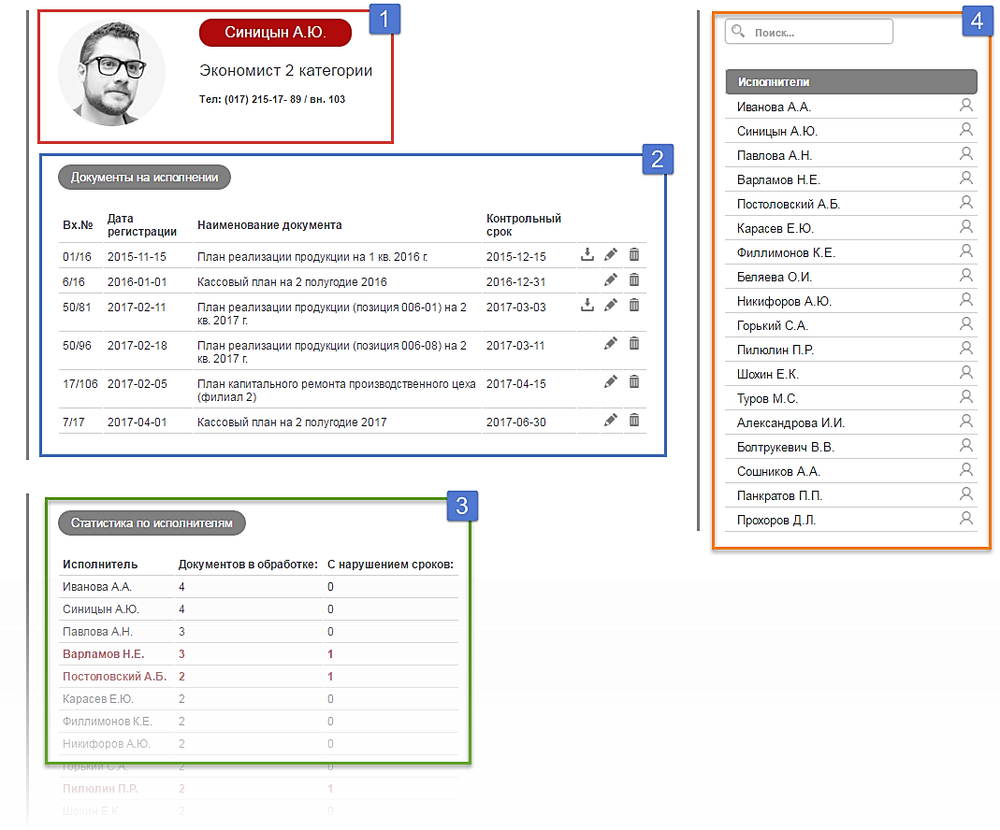 1
Синицын А.Ю.
Экономист 2 категории
Тел: (017) 215-17- 89 / вн. 103
2
Документы на исполнении
Вх.№ Дата регистрации Наименование документа Контрольный срок
01/16 2015-11-15 План реализации продукции на 1 кв. 2016 г. 2015-12-15
6/16 2016-01-01 Кассовый план на 2 полугодие 2016 2016-12-31
50/81 2017-02-11 План реализации продукции (позиция 006-01) на 2 2017-03-03
кв. 2017 г.
50/96 2017-02-18 План реализации продукции (позиция 006-08) на 2 2017-03-11
кв. 2017 г.
17/106 2017-02-05 План капитального ремонта производственного цеха 2017-04-15
(филиал 2)
7/17 2017-04-01 Кассовый план на 2 полугодие 2017 2017-06-30
3
Статистика по исполнителям
Исполнитель Документов в обработке: С нарушением сроков:
Иванова А.А. 4 0
Синицын А.Ю. 4 0
Павлова А.Н. 3 0
Варламов Н.Е. 3 1
Постоловский А.Б. 2 1
Карасев Е.Ю. 2 0
Филлимонов К.Е. 2 0
Никифоров А.Ю. 2 0
Горький С.А. 2 0
Пилюлин П.Р. 2 1
Шохин Е.К. 2 0
4
Поиск...
Исполнители
Иванова А.А.
Синицын А.Ю.
Павлова А.Н.
Варламов Н.Е.
Постоловский А.Б.
Карасев Е.Ю.
Филлимонов К.Е.
Беляева О.И.
Никифоров А.Ю.
Горький С.А.
Пилюлин П.Р.
Шохин Е.К.
Туров М.С.
Александрова И.И.
Болтрукевич В.В.
Сошников А.А.
Панкратов П.П.
Прохоров Д.Л.